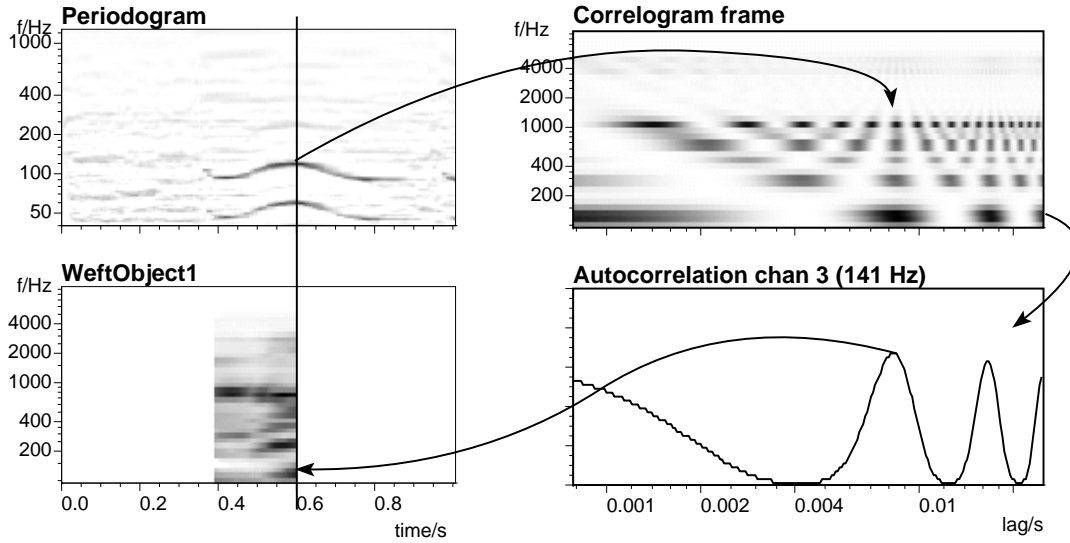 Periodogram
f/Hz
1000
400
200
100
50
Correlogram frame
f/Hz
4000
2000
1000
400
200
WeftObject1
f/Hz
4000
2000
1000
400
200
0.0 0.2 0.4 0.6 0.8
time/s
Autocorrelation chan 3 (141 Hz)
0.001 0.002 0.004 0.01
lag/s